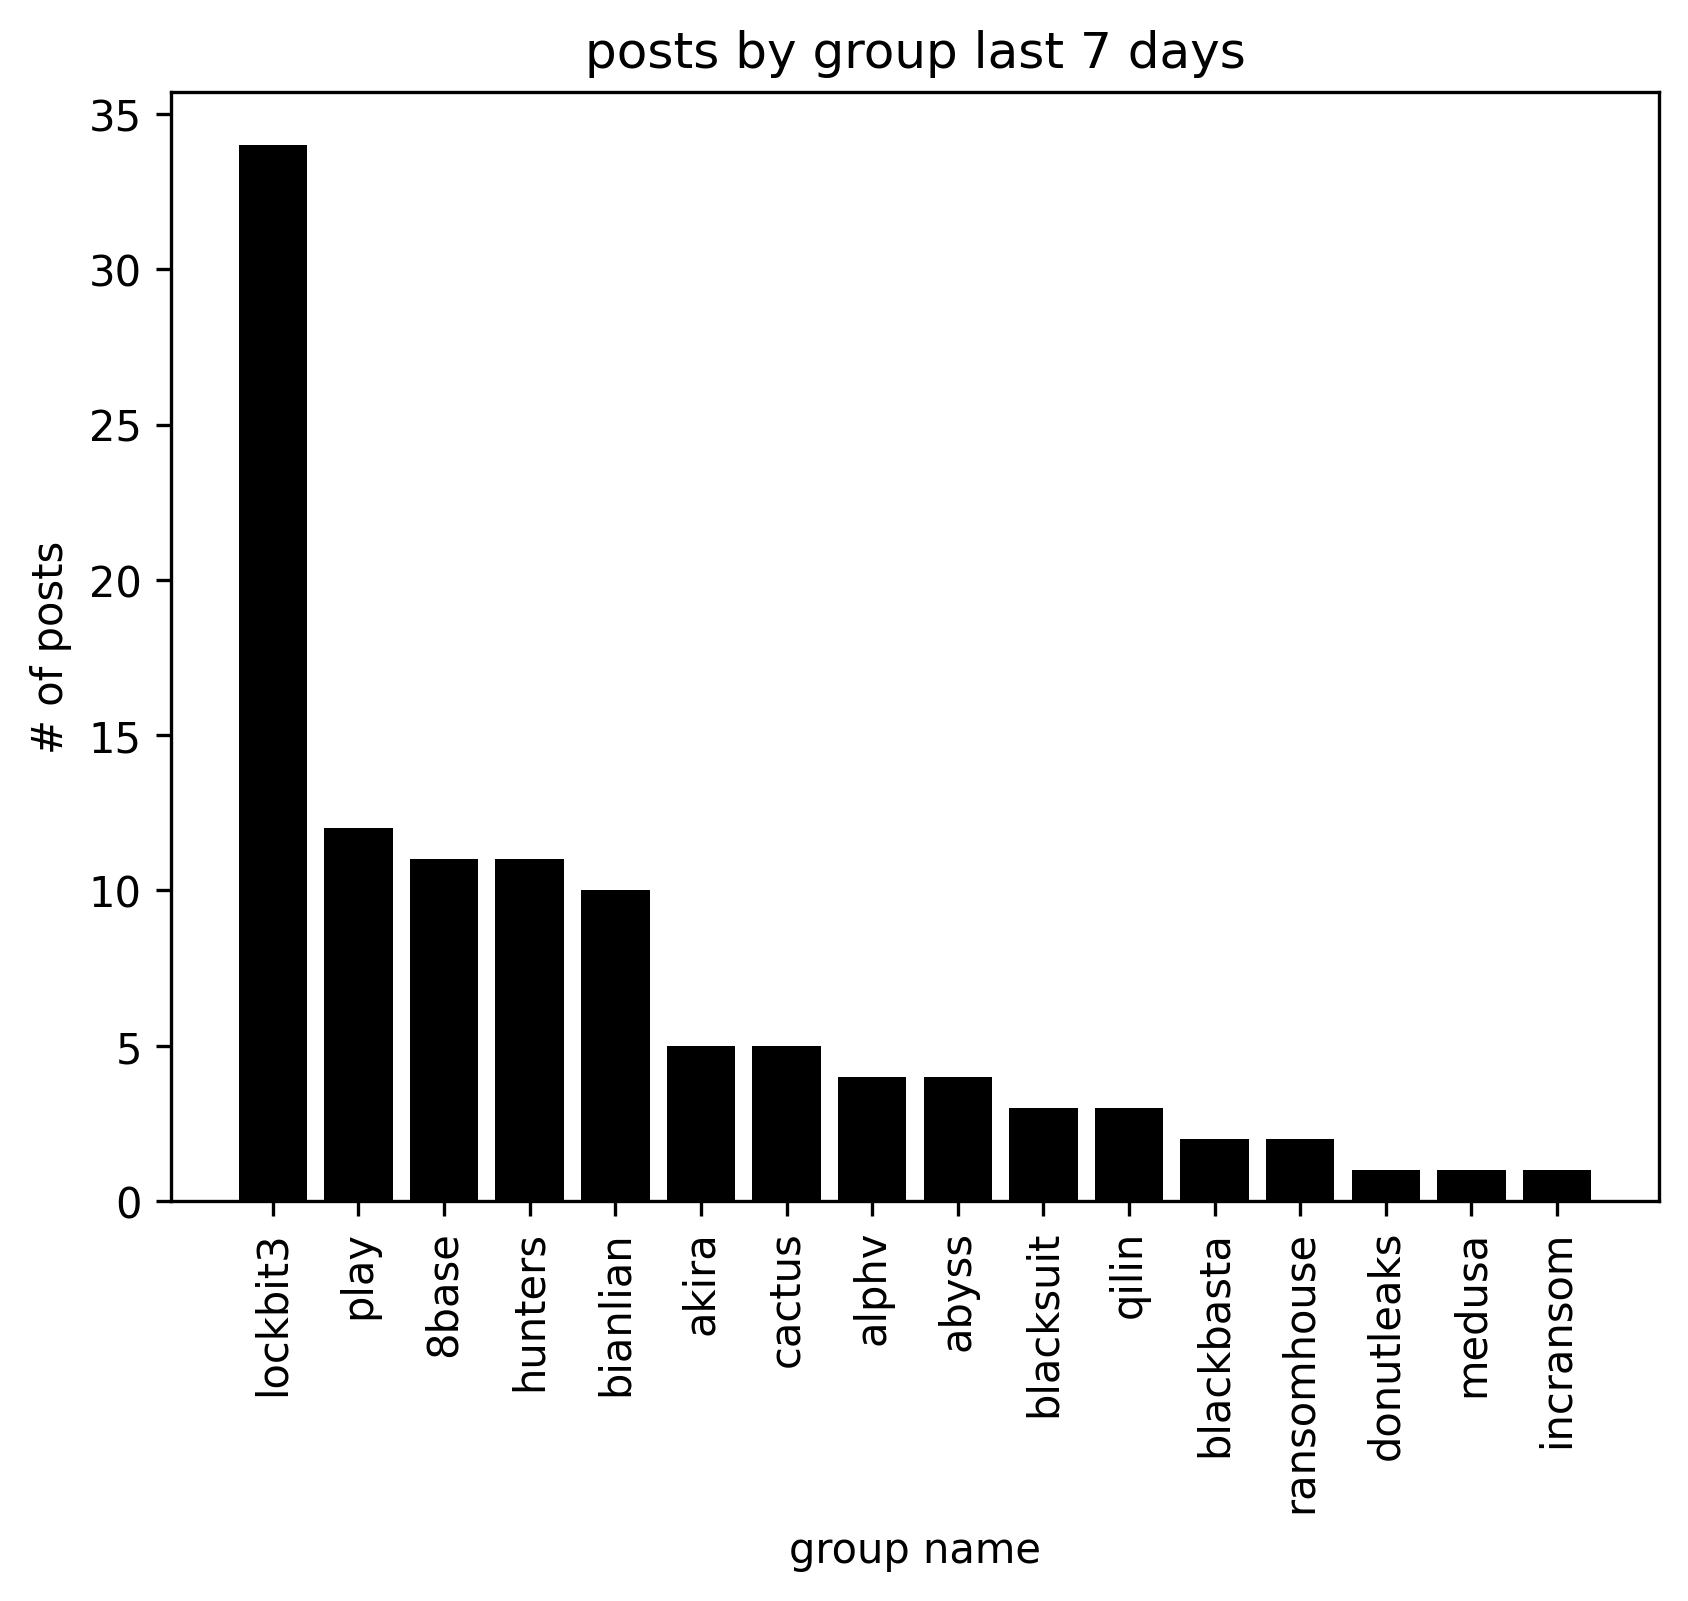 posts by group last 7 days
35
30
25
20
15
10
5
0
# of posts
lockbit3
play
8base
hunters
bianlian
akira
cactus
alphv
abyss
blacksuit
qilin
blackbasta
ransomhouse
donutleaks
medusa
incransom
group name